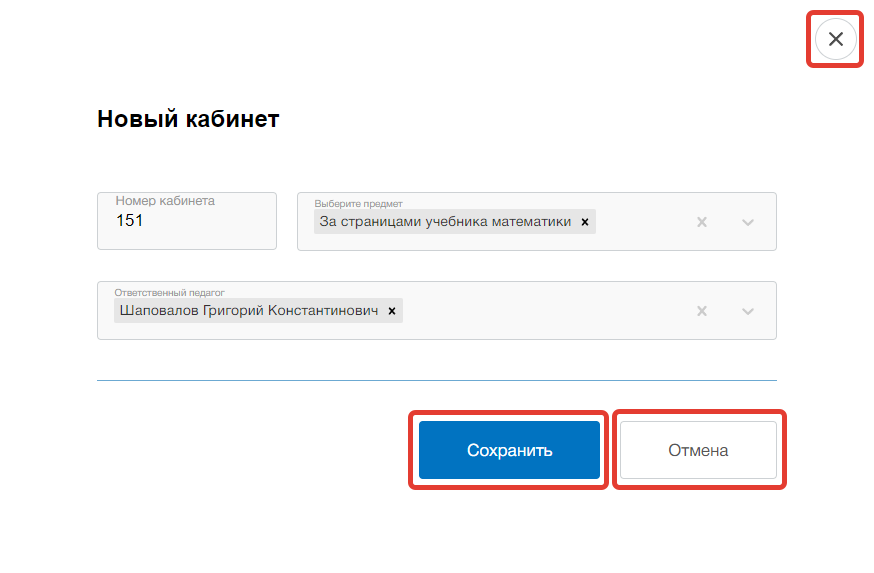 Новый кабинет
Номер кабинета
151
Выберите предмет
За страницами учебника математики
Ответственный педагог
Шаповалов Григорий Константинович
Сохранить
Отмена